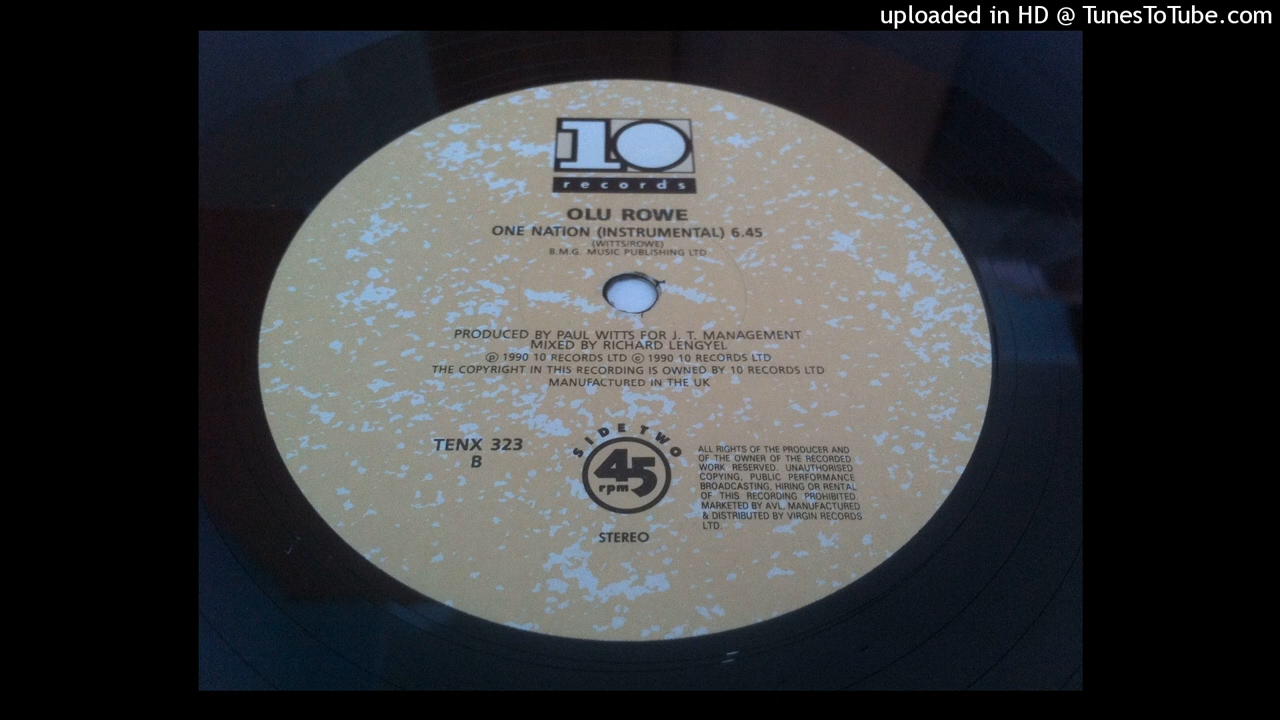 uploaded in HD @ TunesToTube.com
10
records
OLU ROWE
ONE NATION (INSTRUMENTAL) 6.45
(WITTS/ROWE)
B.M.G. MUSIC PUBLISHING LTD
PRODUCED BY PAUL WITTS FOR J. T. MANAGEMENT
MIXED BY RICHARD LENGYEL
℗ 1990 10 RECORDS LTD © 1990 10 RECORDS LTD
THE COPYRIGHT IN THIS RECORDING IS OWNED BY 10 RECORDS LTD
MANUFACTURED IN THE UK
TENX 323
B
SIDE TWO
45
rpm
STEREO
ALL RIGHTS OF THE PRODUCER AND
OF THE OWNER OF THE RECORDED
WORK RESERVED. UNAUTHORISED
COPYING, PUBLIC PERFORMANCE
BROADCASTING, HIRING OR RENTAL
OF THIS RECORDING PROHIBITED.
MARKETED BY AVL, MANUFACTURED
& DISTRIBUTED BY VIRGIN RECORDS
LTD.